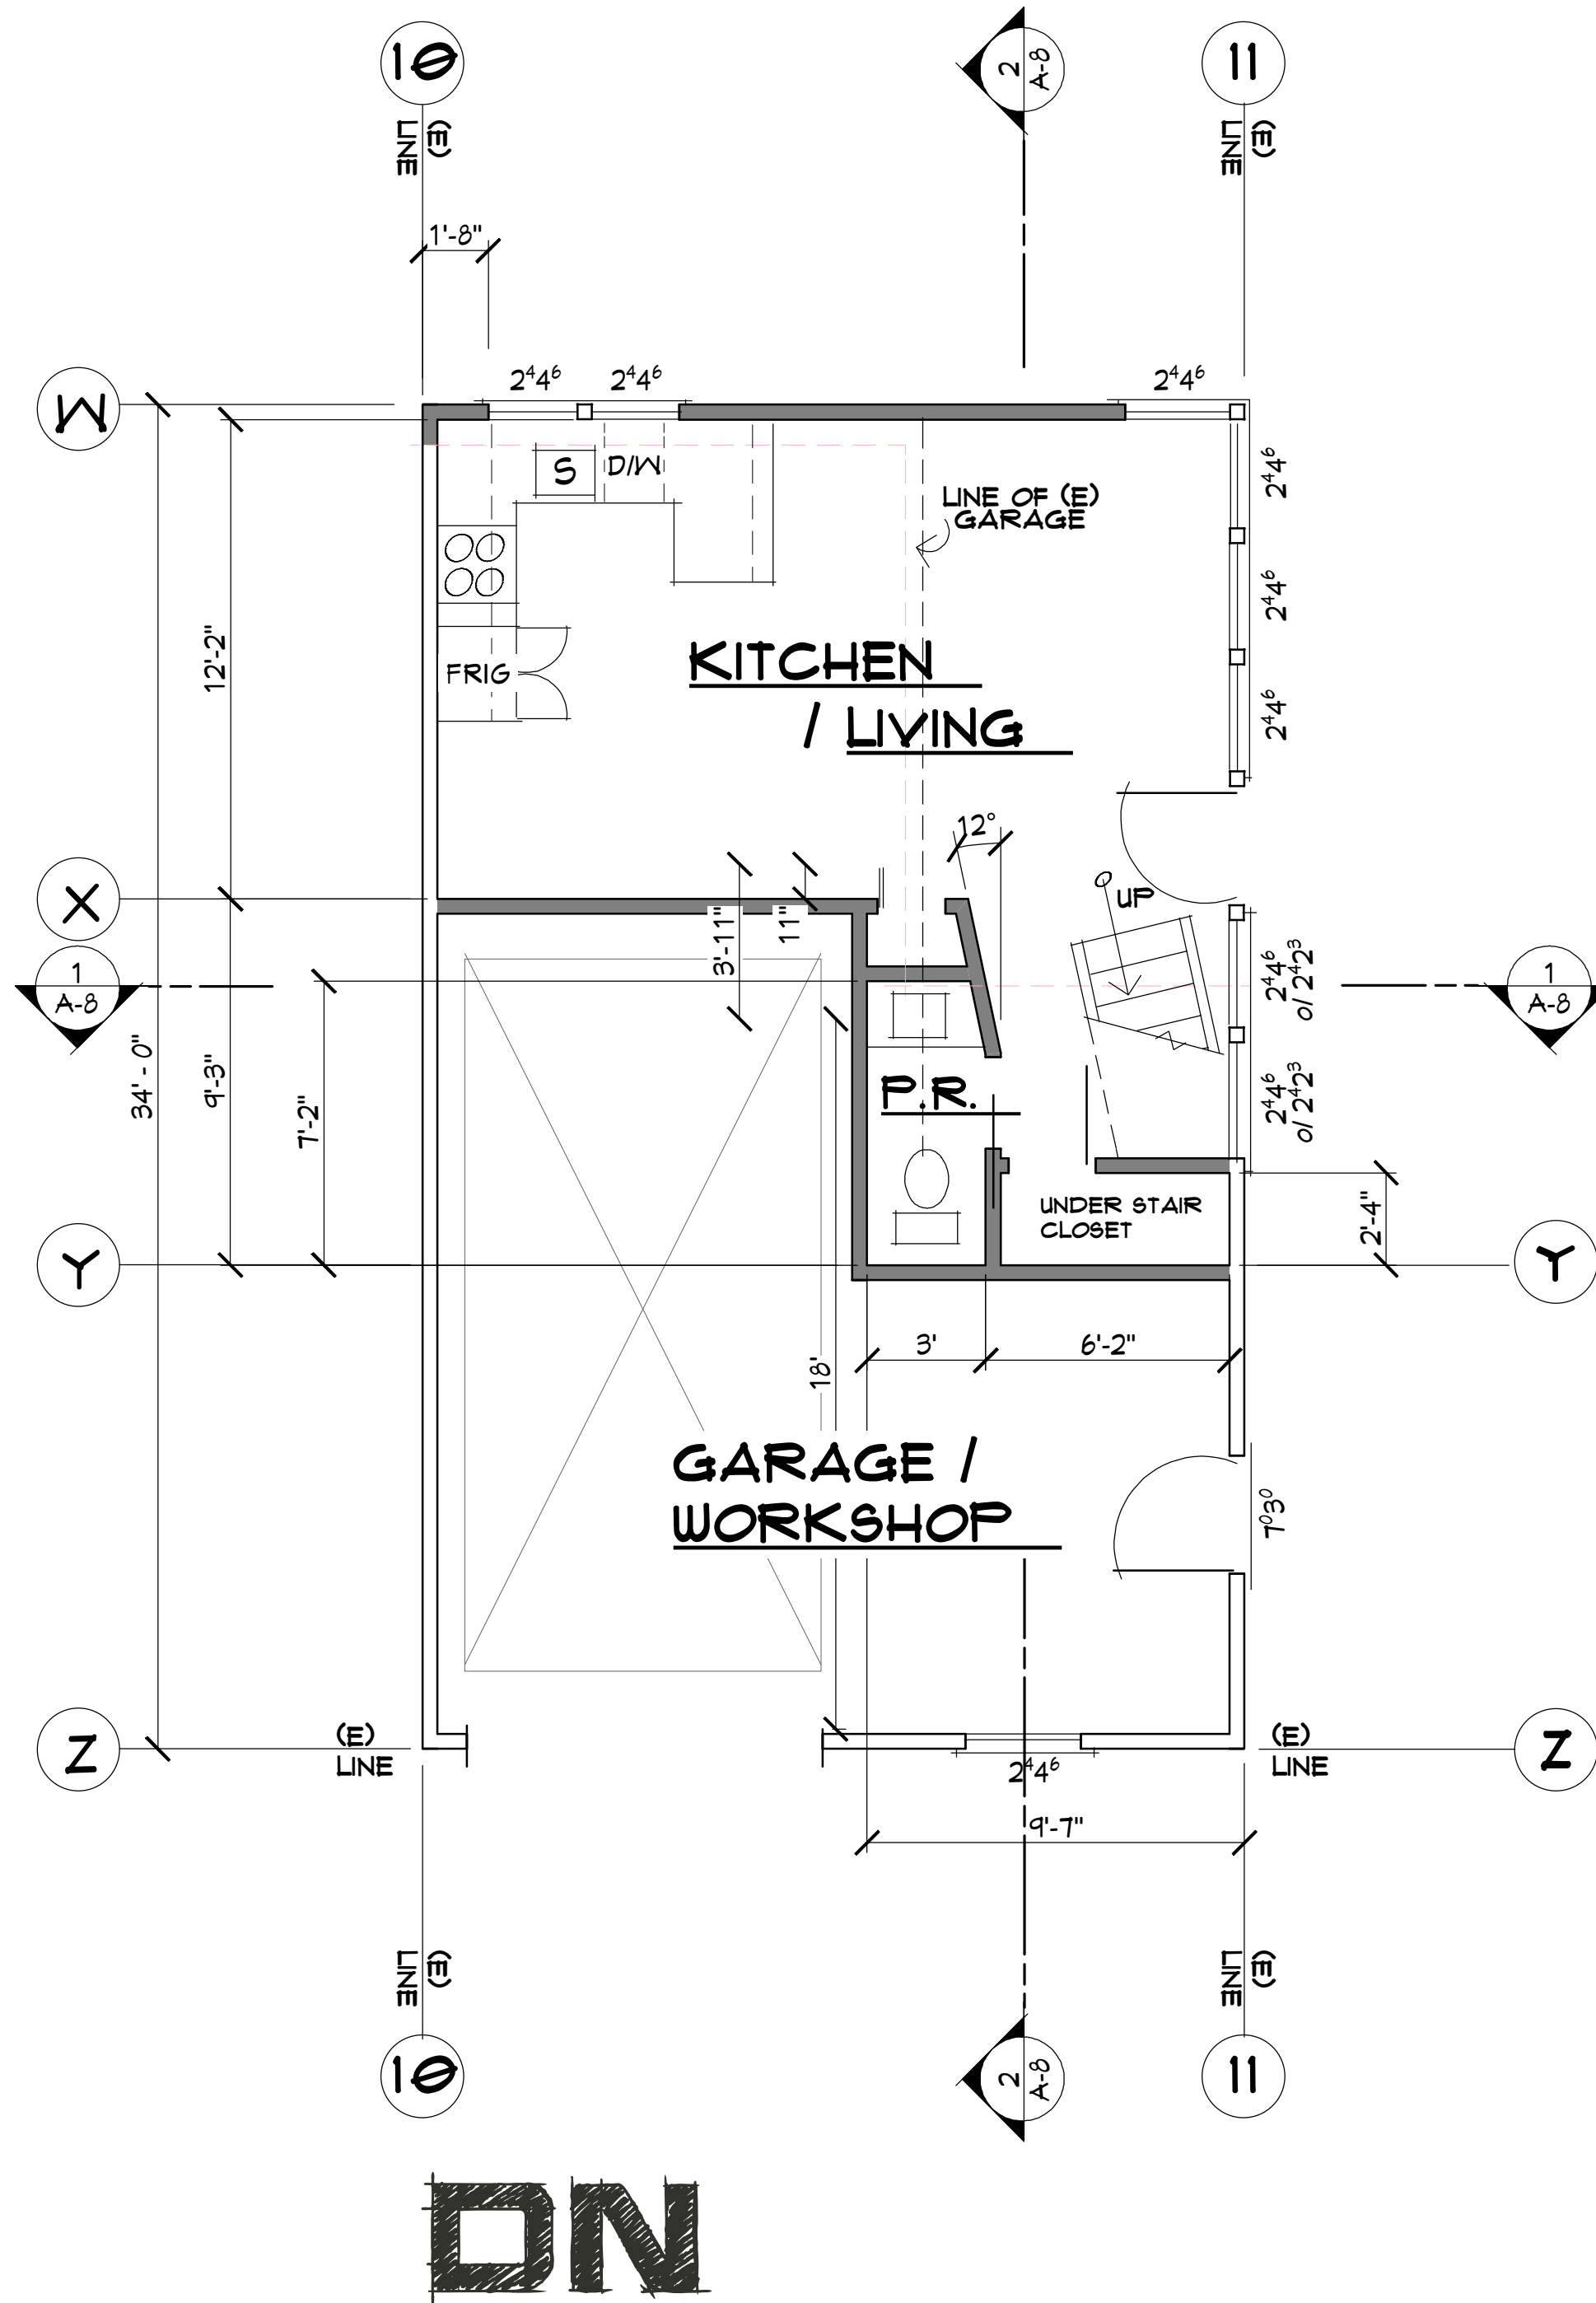 10
2
A-8
11
(E)
LINE
(E)
LINE
1'-8"
W
2⁴4⁶
2⁴4⁶
2⁴4⁶
S
D/W
LINE OF (E)
GARAGE
2⁴4⁶
2⁴4⁶
2⁴4⁶
12'-2"
FRIG
KITCHEN
/ LIVING
12°
UP
X
3'-11"
11"
1
A-8
2⁴4⁶
o/ 2⁴2³
1
A-8
34' - 0"
9'-3"
7'-2"
P.R.
2⁴4⁶
o/ 2⁴2³
UNDER STAIR
CLOSET
2'-4"
Y
Y
3'
6'-2"
18'
GARAGE /
WORKSHOP
7⁰3⁰
Z
(E)
LINE
(E)
LINE
Z
2⁴4⁶
9'-7"
(E)
LINE
(E)
LINE
10
2
A-8
11
DN